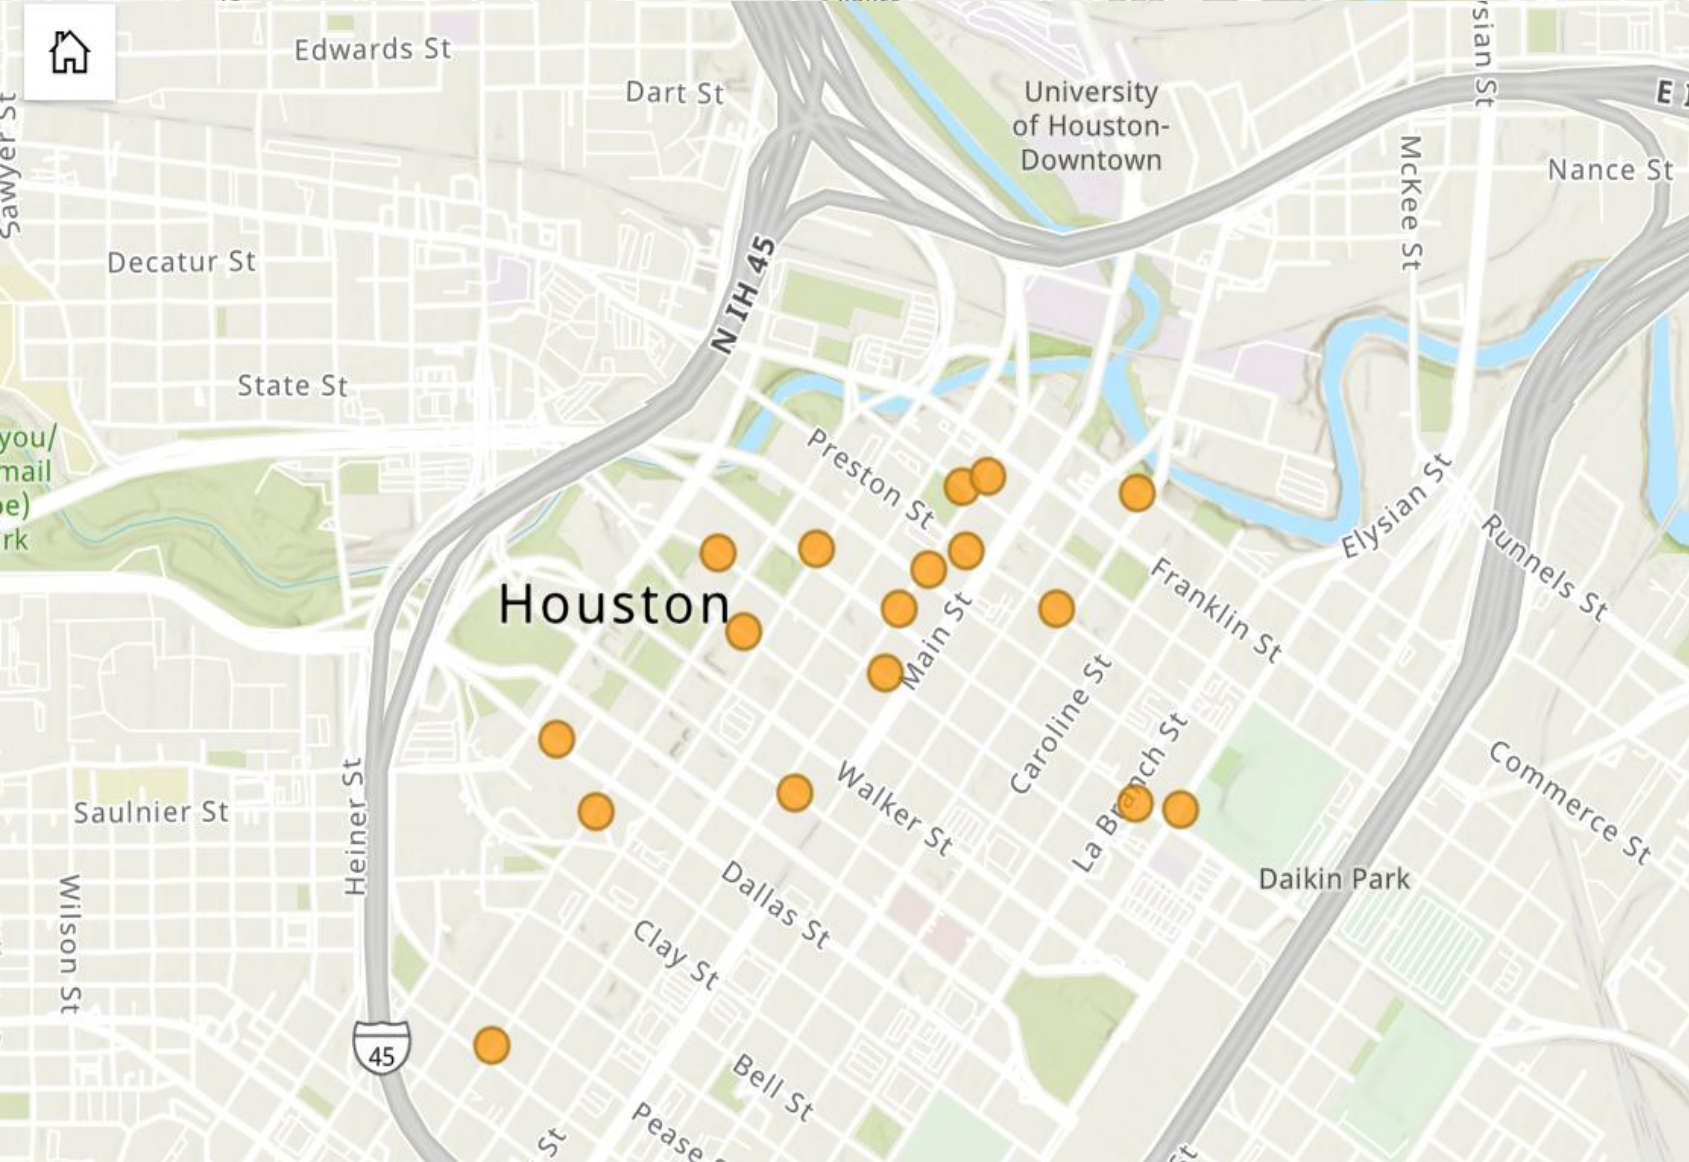 Edwards St
Dart St
University
of Houston-
Downtown
Sawyer St
McKee St
Nance St
Decatur St
N IH 45
State St
you/
mail
Preston St
Elysian St
Runnels St
Franklin St
Houston
Main St
Caroline St
La Branch St
Commerce St
Heiner St
Saulnier St
Walker St
Daikin Park
Wilson St
Dallas St
Clay St
45
Bell St
Pease
St
St